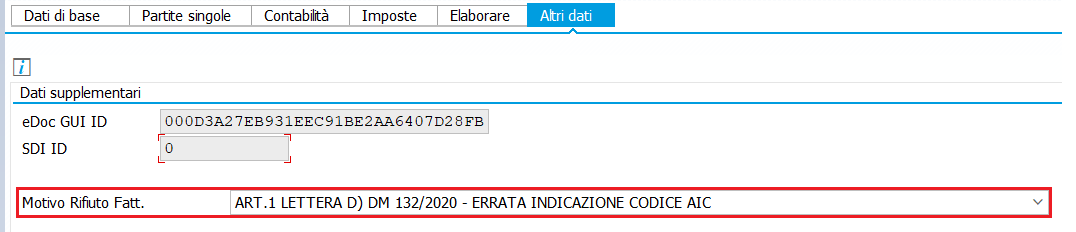 Dati di base Partite singole Contabilità Imposte Elaborare Altri dati
i
Dati supplementari
eDoc GUI ID 000D3A27EB931EEC91BE2AA6407D28FB
SDI ID 0
Motivo Rifiuto Fatt. ART.1 LETTERA D) DM 132/2020 - ERRATA INDICAZIONE CODICE AIC